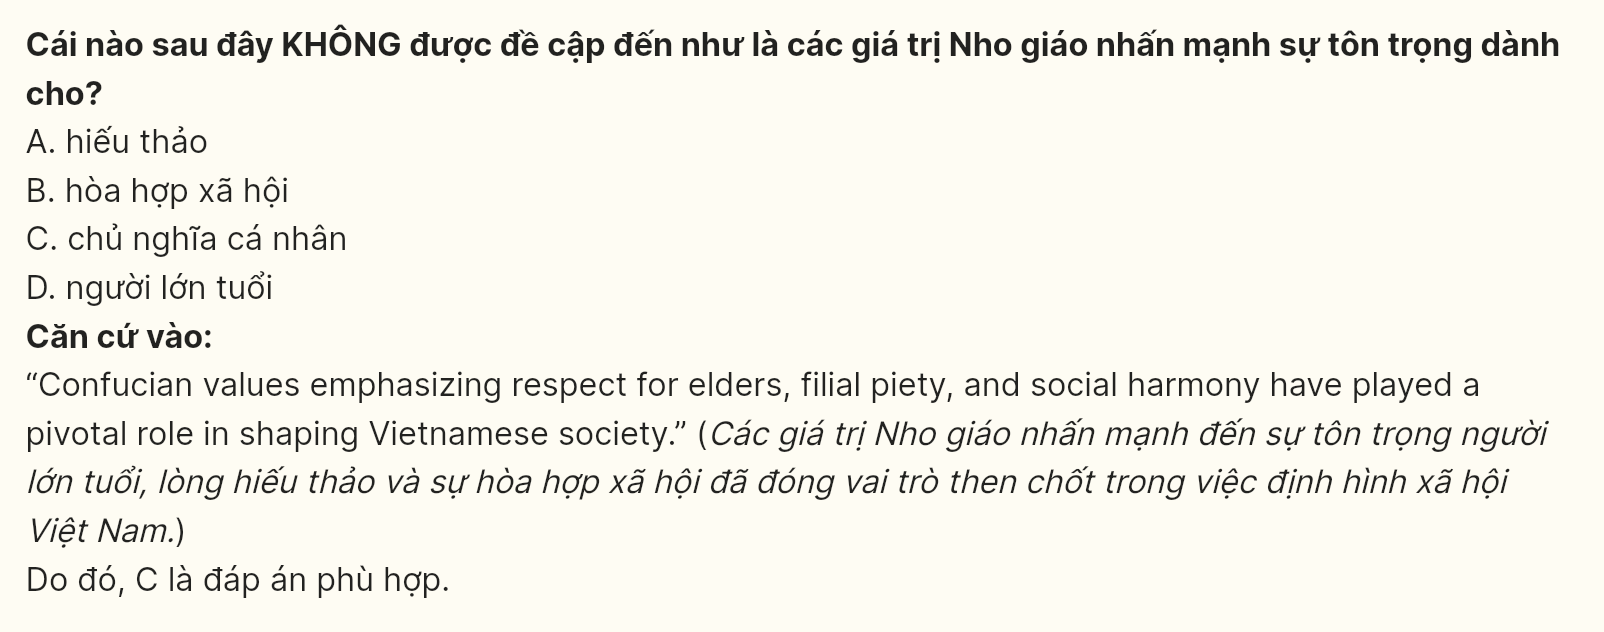 Cái nào sau đây KHÔNG được đề cập đến như là các giá trị Nho giáo nhấn mạnh sự tôn trọng dành
cho?
A. hiếu thảo
B. hòa hợp xã hội
C. chủ nghĩa cá nhân
D. người lớn tuổi
Căn cứ vào:
“Confucian values emphasizing respect for elders, filial piety, and social harmony have played a
pivotal role in shaping Vietnamese society.” (Các giá trị Nho giáo nhấn mạnh đến sự tôn trọng người
lớn tuổi, lòng hiếu thảo và sự hòa hợp xã hội đã đóng vai trò then chốt trong việc định hình xã hội
Việt Nam.)
Do đó, C là đáp án phù hợp.